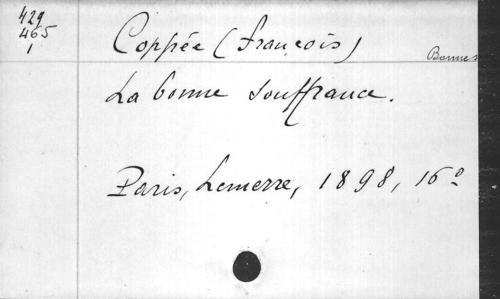 429
465
1
Coppée (François)
Bonne
La bonne souffrance.
Paris, Lemerre, 1898, 16°